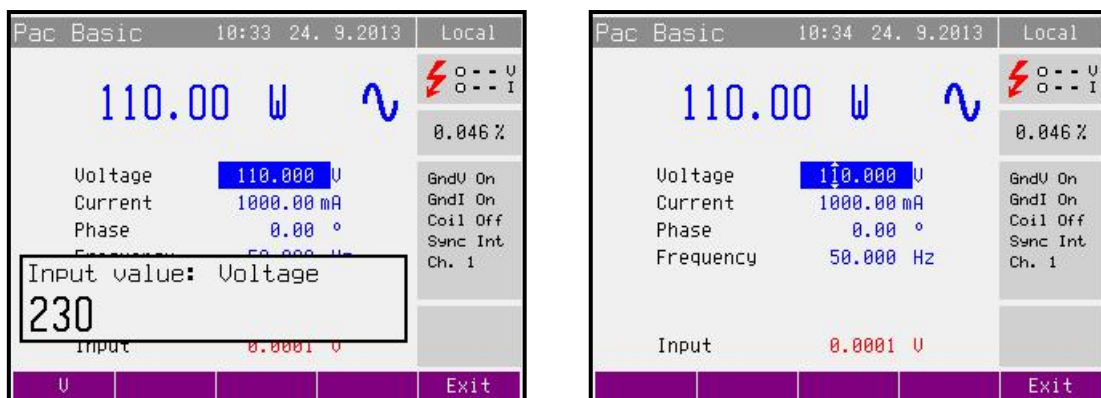 Pac Basic 10:33 24. 9.2013 Local
110.00 W
0.046 %
Voltage 110.000 V
Current 1000.00 mA
Phase 0.00 °
Input value: Voltage
230
Input 0.0001 V
V Exit
V
I
GndV On
GndI On
Coil Off
Sync Int
Ch. 1
Pac Basic 10:34 24. 9.2013 Local
110.00 W
0.046 %
Voltage 110.000 V
Current 1000.00 mA
Phase 0.00 °
Frequency 50.000 Hz
Input 0.0001 V
Exit
V
I
GndV On
GndI On
Coil Off
Sync Int
Ch. 1